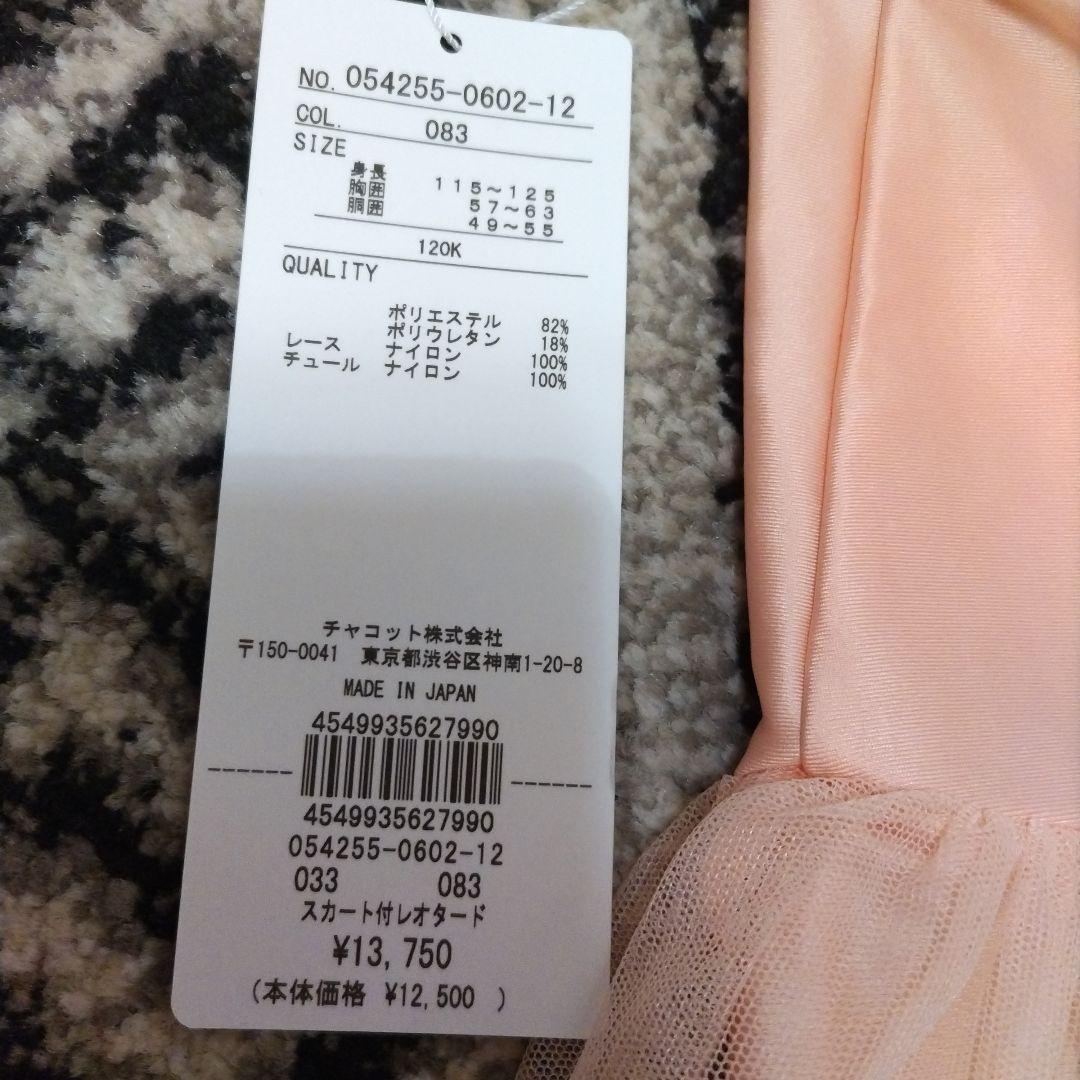 NO. 054255-0602-12
COL. 083
SIZE
身長 115～125
胸囲 57～63
胴囲 49～55
120K
QUALITY
ポリエステル 82%
ポリウレタン 18%
レース ナイロン 100%
チュール ナイロン 100%
チャコット株式会社
〒150-0041 東京都渋谷区神南1-20-8
MADE IN JAPAN
4549935627990
4549935627990
054255-0602-12
033 083
スカート付レオタード
¥13,750
(本体価格 ¥12,500 )